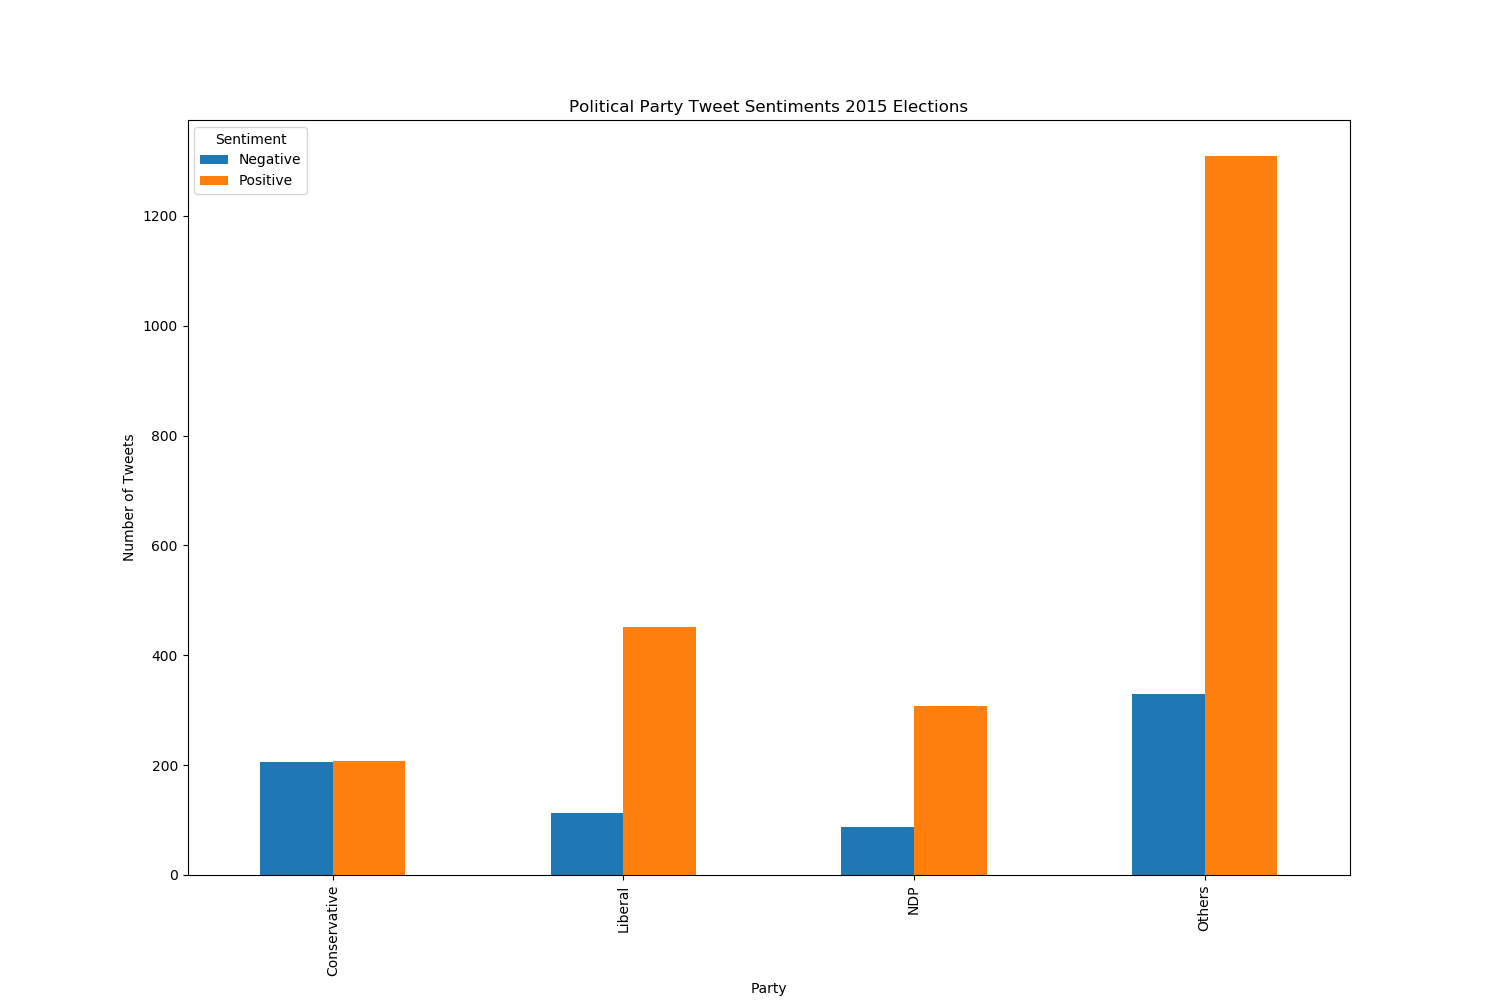 Political Party Tweet Sentiments 2015 Elections
Sentiment
Negative
Positive
1200
1000
800
600
400
200
0
Number of Tweets
Conservative
Liberal
NDP
Others
Party